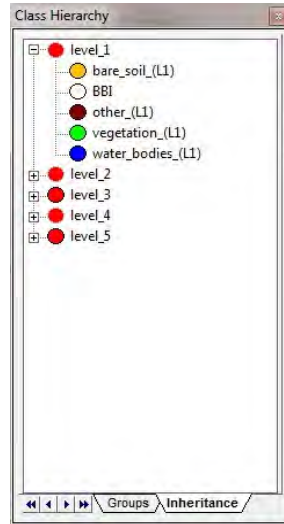 Class Hierarchy
level_1
bare_soil_(L1)
BBI
other_(L1)
vegetation_(L1)
water_bodies_(L1)
level_2
level_3
level_4
level_5
Groups Inheritance